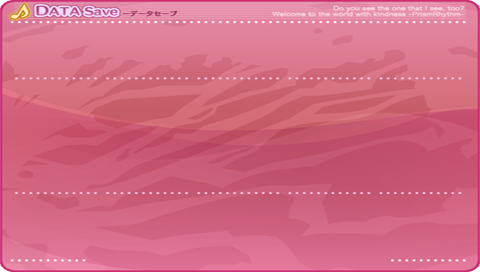 DATA Save ーデータセーブ
Do you see the one that I see, too?
Welcome to the world with kindness -PrismRhythm-